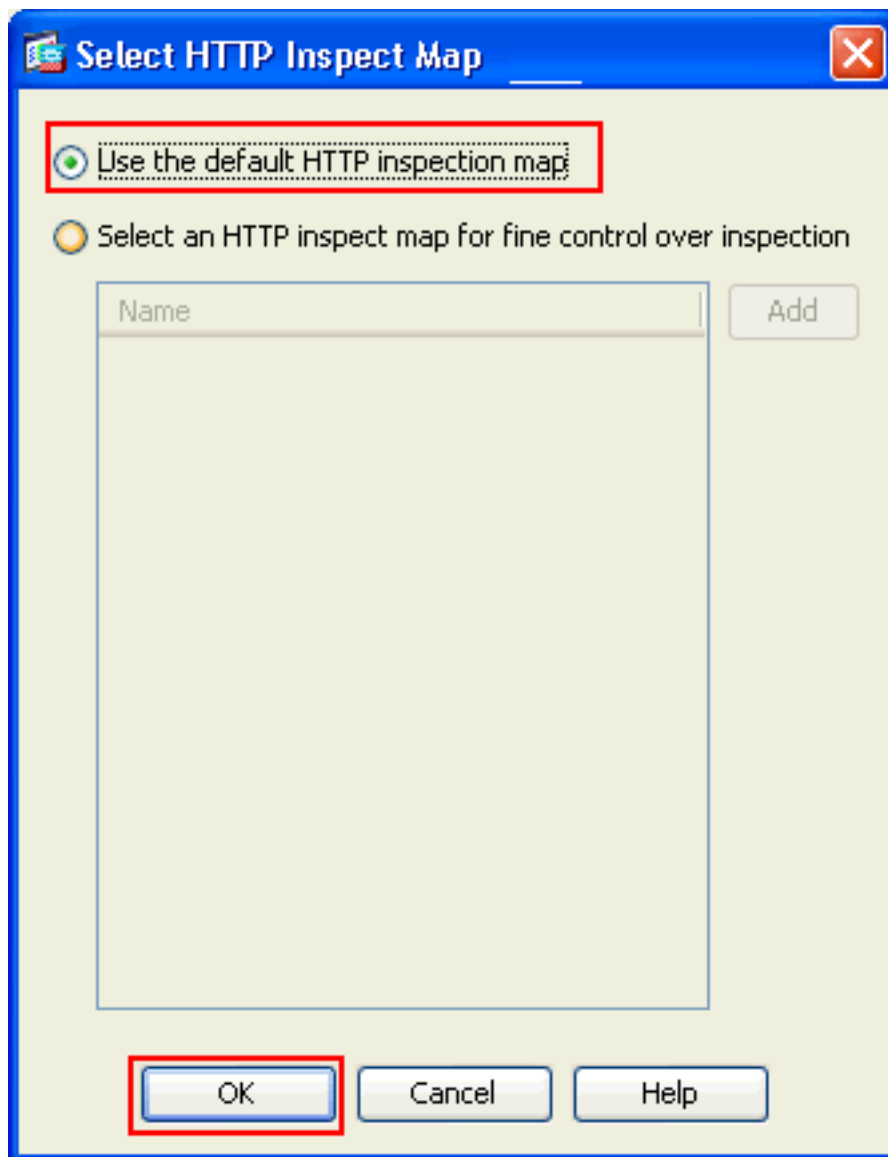 Select HTTP Inspect Map
Use the default HTTP inspection map
Select an HTTP inspect map for fine control over inspection
Name
Add
OK
Cancel
Help